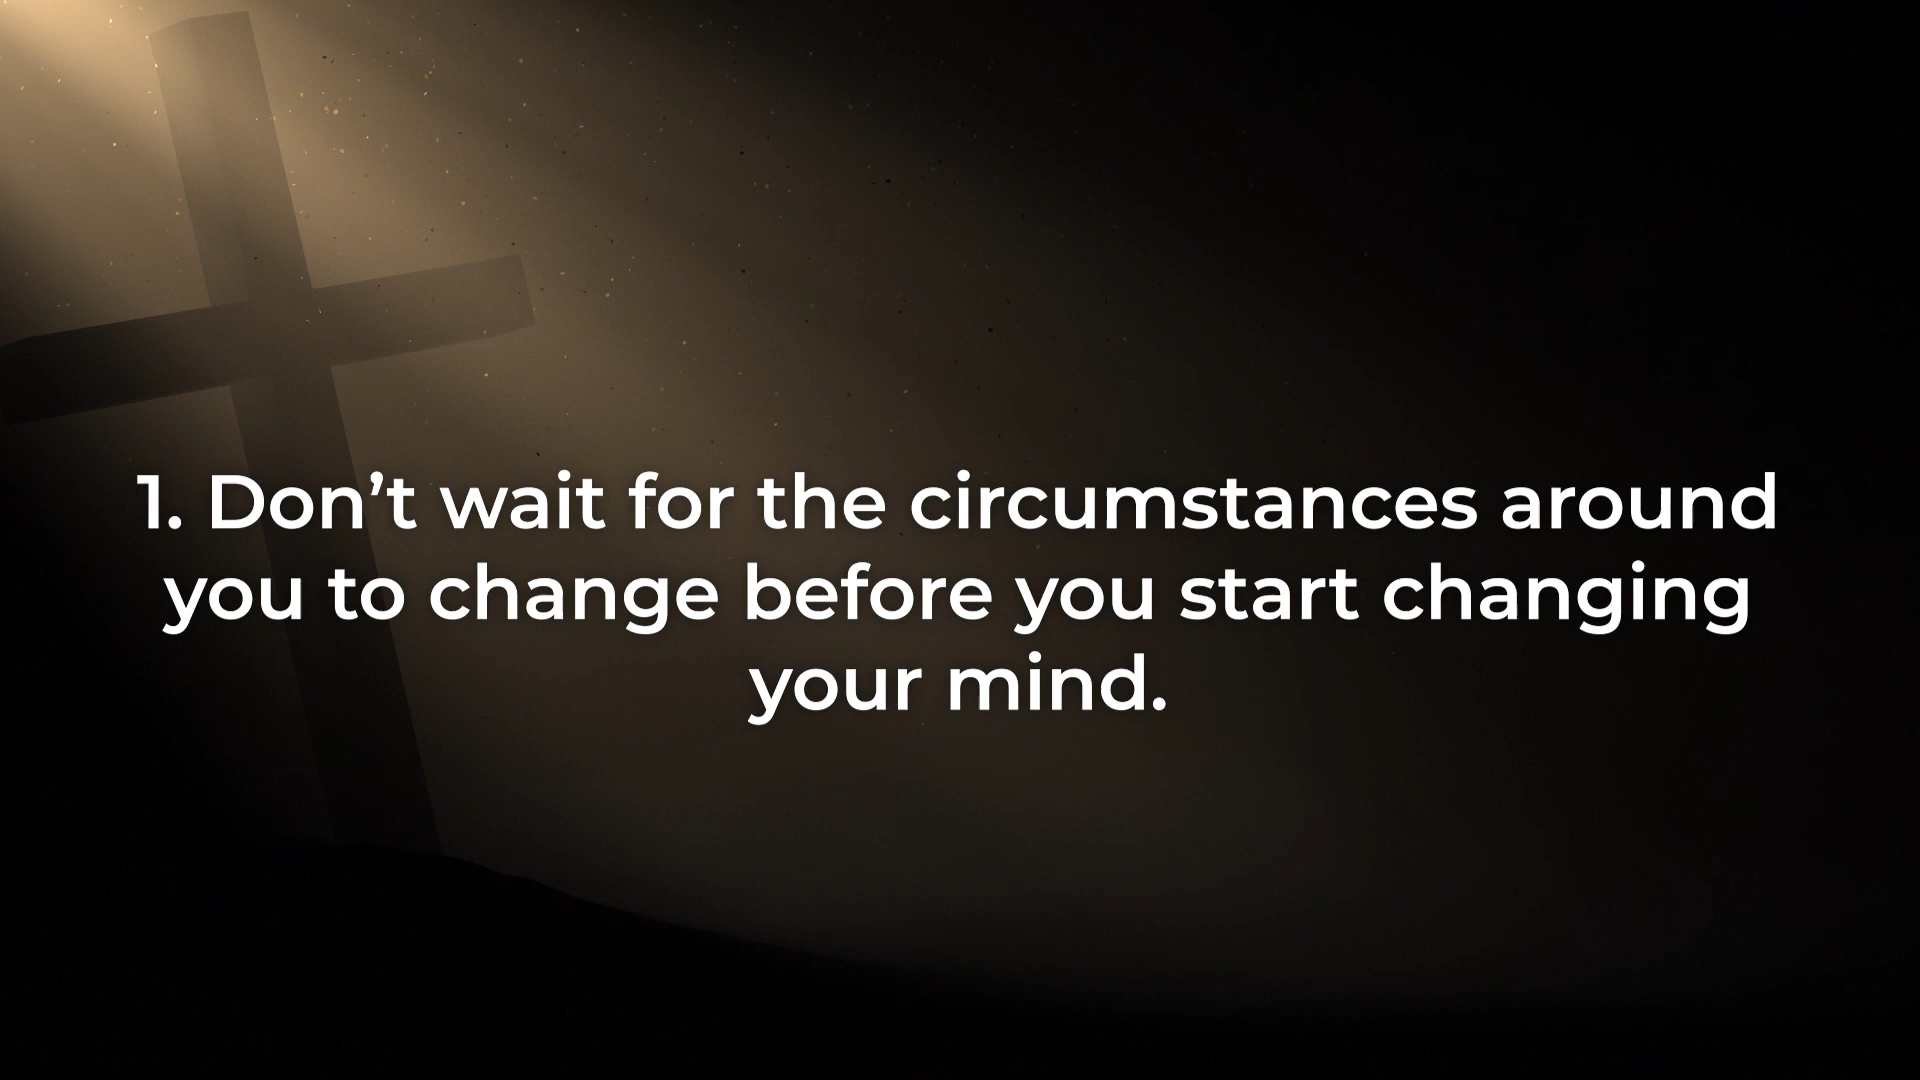 1. Don’t wait for the circumstances around
you to change before you start changing
your mind.